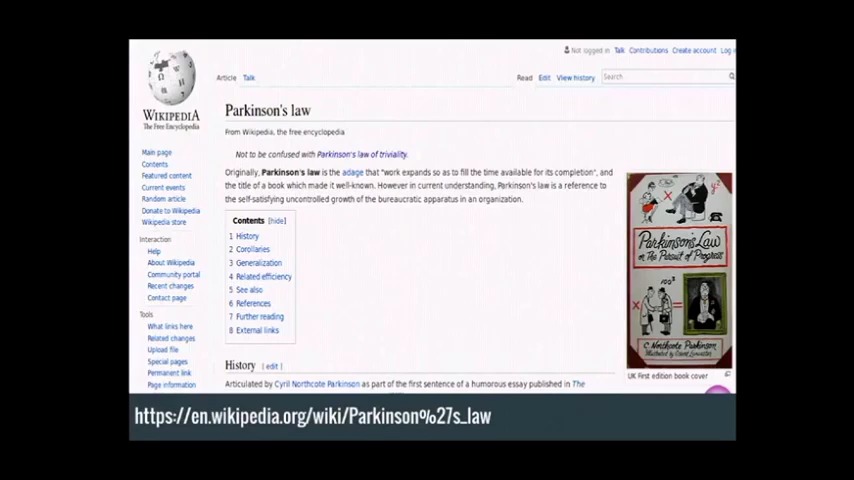 Not logged in Talk Contributions Create account Log i
Article Talk
Read Edit View history Search
WIKIPEDIA
The Free Encyclopedia
Parkinson's law
From Wikipedia, the free encyclopedia
Not to be confused with Parkinson's law of triviality.
Originally, Parkinson's law is the adage that "work expands so as to fill the time available for its completion", and
the title of a book which made it well-known. However in current understanding, Parkinson's law is a reference to
the self-satisfying uncontrolled growth of the bureaucratic apparatus in an organization.
Main page
Contents
Featured content
Current events
Random article
Donate to Wikipedia
Wikipedia store
Interaction
Help
About Wikipedia
Community portal
Recent changes
Contact page
Tools
What links here
Related changes
Upload file
Special pages
Permanent link
Page information
Contents [hide]
1 History
2 Corollaries
3 Generalization
4 Related efficiency
5 See also
6 References
7 Further reading
8 External links
History [ edit ]
Articulated by Cyril Northcote Parkinson as part of the first sentence of a humorous essay published in The
Parkinson's Law
or The Pursuit of Progress
C. Northcote Parkinson
Illustrated by Osbert Lancaster
UK First edition book cover
https://en.wikipedia.org/wiki/Parkinson%27s_law